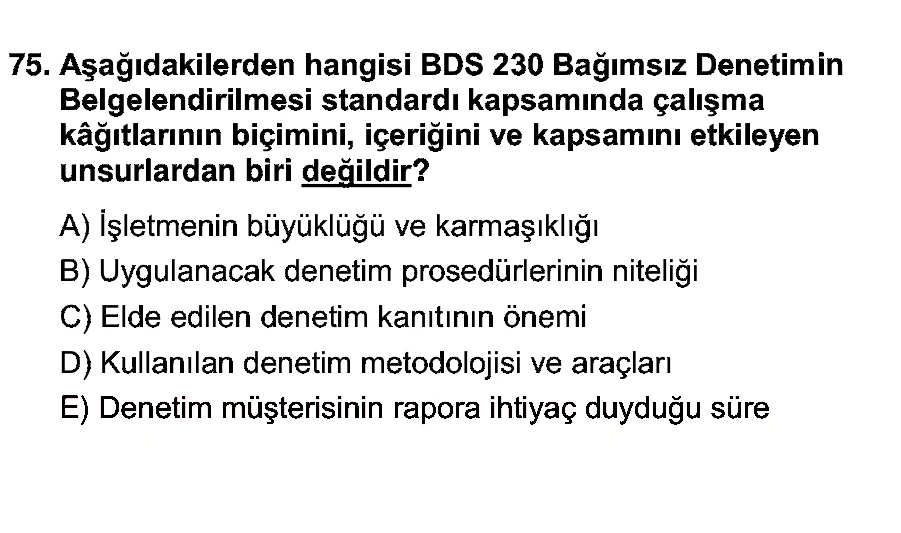 75. Aşağıdakilerden hangisi BDS 230 Bağımsız Denetimin
Belgelendirilmesi standardı kapsamında çalışma
kâğıtlarının biçimini, içeriğini ve kapsamını etkileyen
unsurlardan biri değildir?
A) İşletmenin büyüklüğü ve karmaşıklığı
B) Uygulanacak denetim prosedürlerinin niteliği
C) Elde edilen denetim kanıtının önemi
D) Kullanılan denetim metodolojisi ve araçları
E) Denetim müşterisinin rapora ihtiyaç duyduğu süre